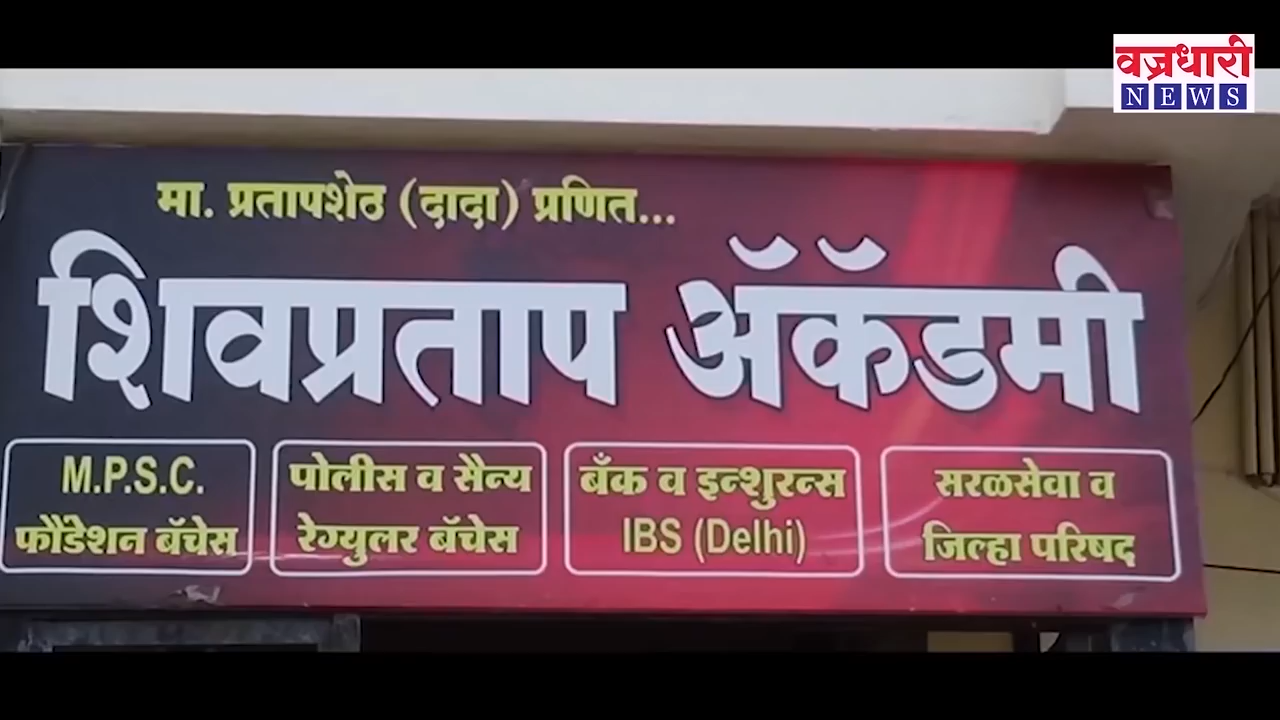 वज्रधारी
NEWS
मा. प्रतापशेठ (दादा) प्रणित...
शिवप्रताप ॲकॅडमी
M.P.S.C.
फौंडेशन बॅचेस
पोलीस व सैन्य
रेग्युलर बॅचेस
बँक व इन्शुरन्स
IBS (Delhi)
सरळसेवा व
जिल्हा परिषद